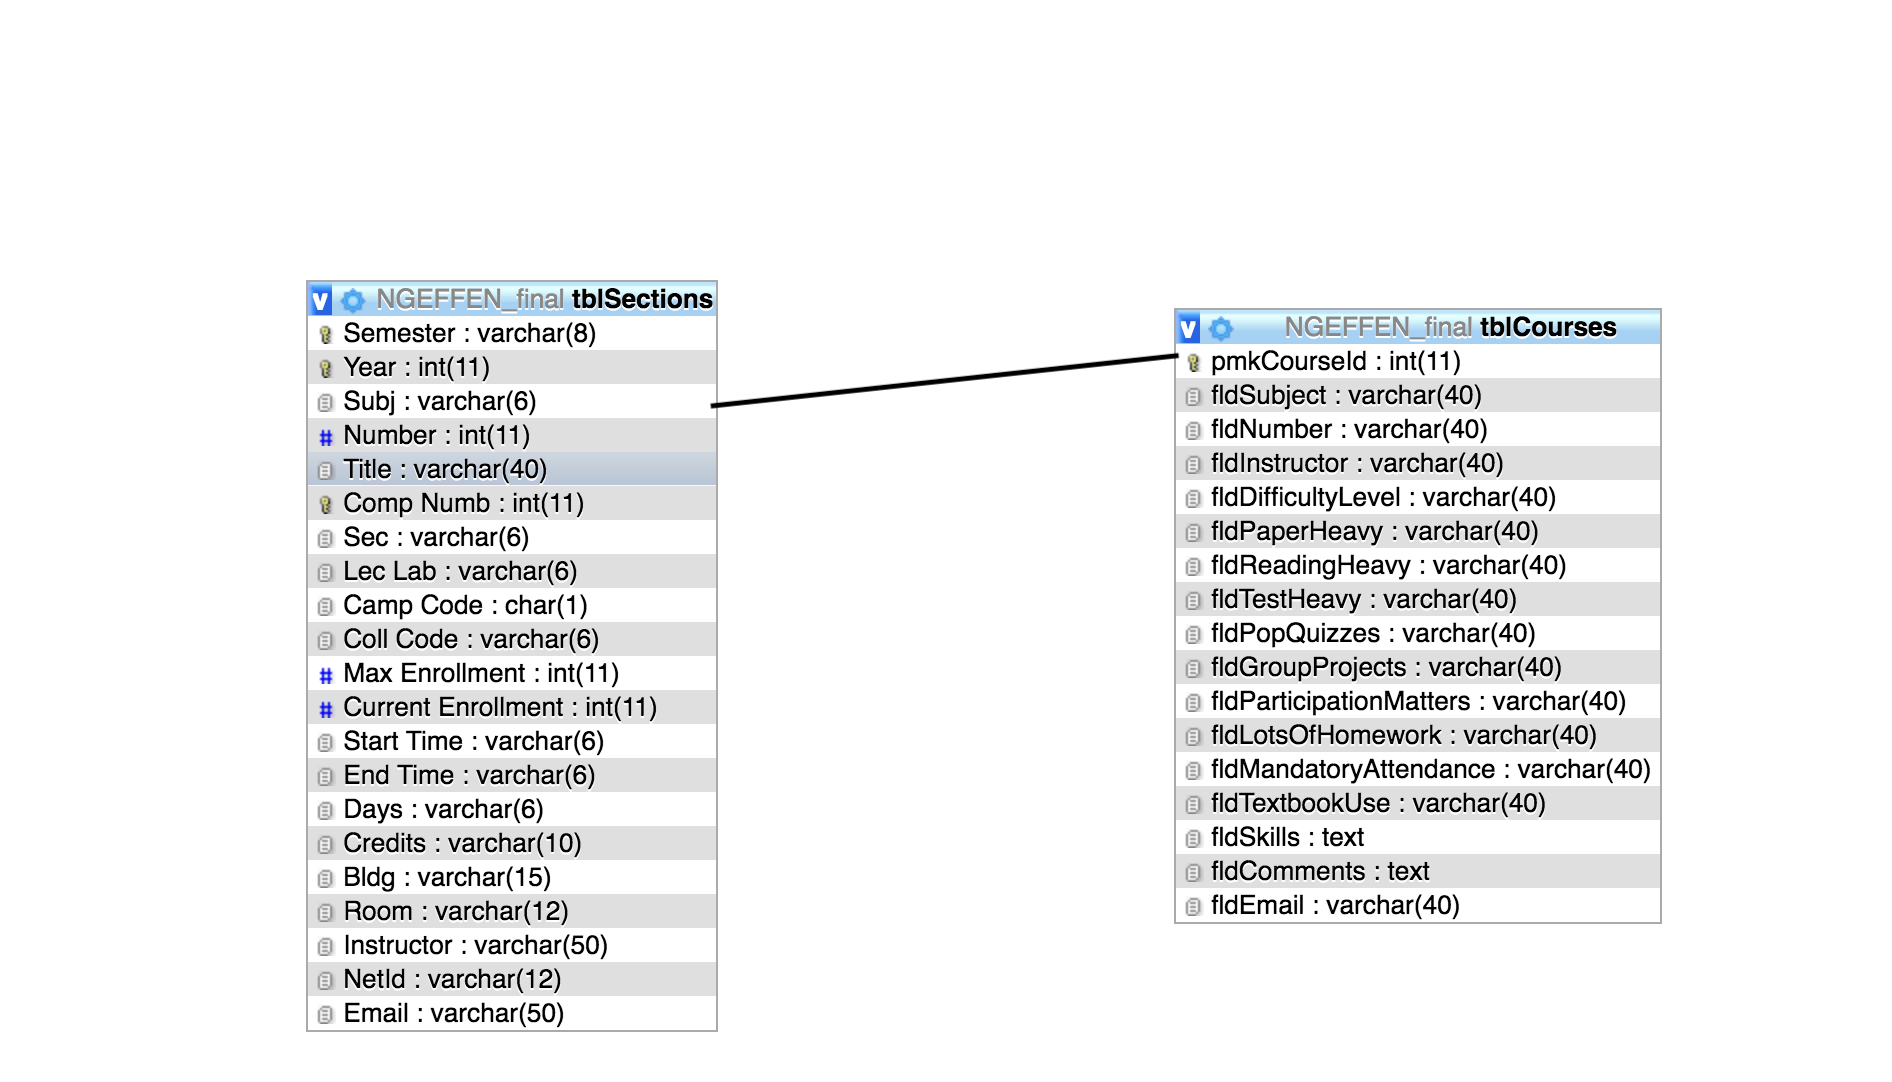 v NGEFFEN_final tblSections
Semester : varchar(8)
Year : int(11)
Subj : varchar(6)
# Number : int(11)
Title : varchar(40)
Comp Numb : int(11)
Sec : varchar(6)
Lec Lab : varchar(6)
Camp Code : char(1)
Coll Code : varchar(6)
# Max Enrollment : int(11)
# Current Enrollment : int(11)
Start Time : varchar(6)
End Time : varchar(6)
Days : varchar(6)
Credits : varchar(10)
Bldg : varchar(15)
Room : varchar(12)
Instructor : varchar(50)
NetId : varchar(12)
Email : varchar(50)
v NGEFFEN_final tblCourses
pmkCourseId : int(11)
fldSubject : varchar(40)
fldNumber : varchar(40)
fldInstructor : varchar(40)
fldDifficultyLevel : varchar(40)
fldPaperHeavy : varchar(40)
fldReadingHeavy : varchar(40)
fldTestHeavy : varchar(40)
fldPopQuizzes : varchar(40)
fldGroupProjects : varchar(40)
fldParticipationMatters : varchar(40)
fldLotsOfHomework : varchar(40)
fldMandatoryAttendance : varchar(40)
fldTextbookUse : varchar(40)
fldSkills : text
fldComments : text
fldEmail : varchar(40)